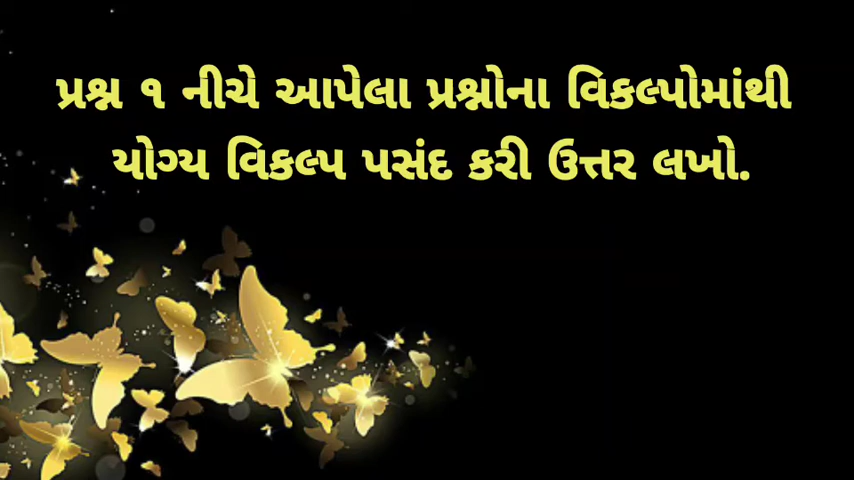 પ્રશ્ન ૧ નીચે આપેલા પ્રશ્નોના વિકલ્પોમાંથી
યોગ્ય વિકલ્પ પસંદ કરી ઉત્તર લખો.